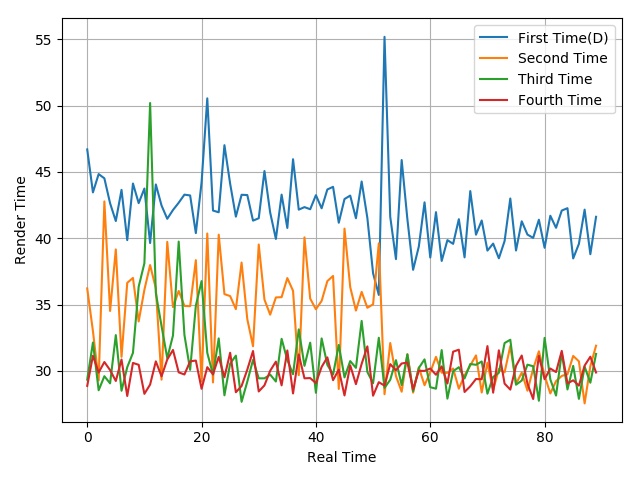 First Time(D)
Second Time
Third Time
Fourth Time
55
50
45
40
35
30
Render Time
0 20 40 60 80
Real Time